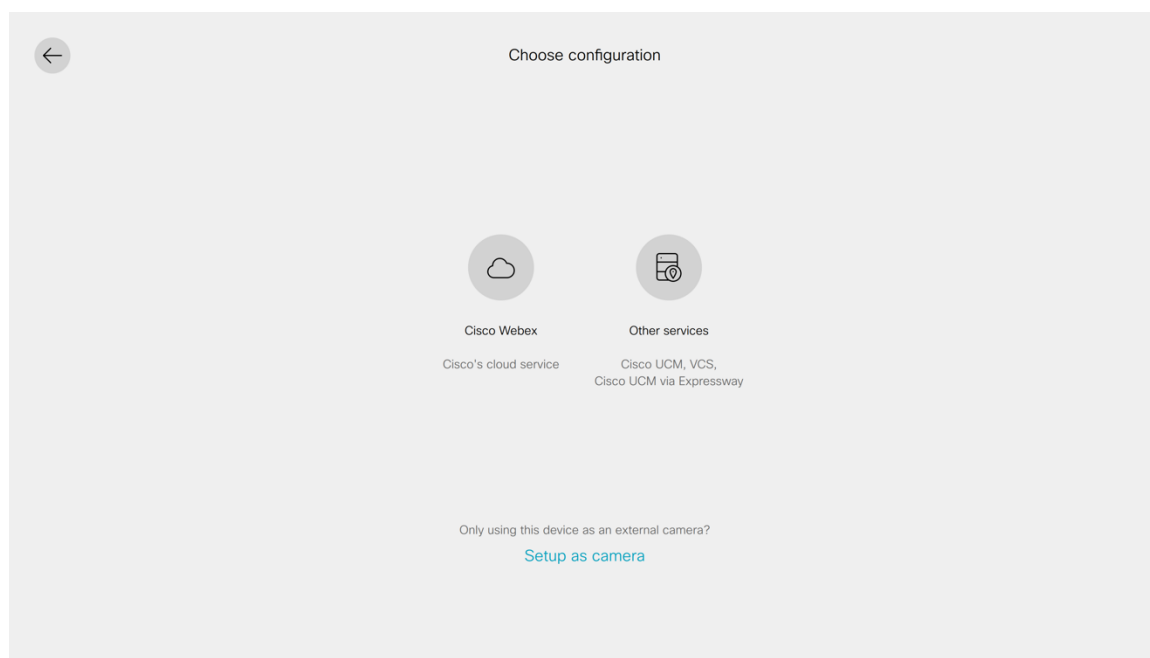 Choose configuration
Cisco Webex
Cisco's cloud service
Other services
Cisco UCM, VCS,
Cisco UCM via Expressway
Only using this device as an external camera?
Setup as camera